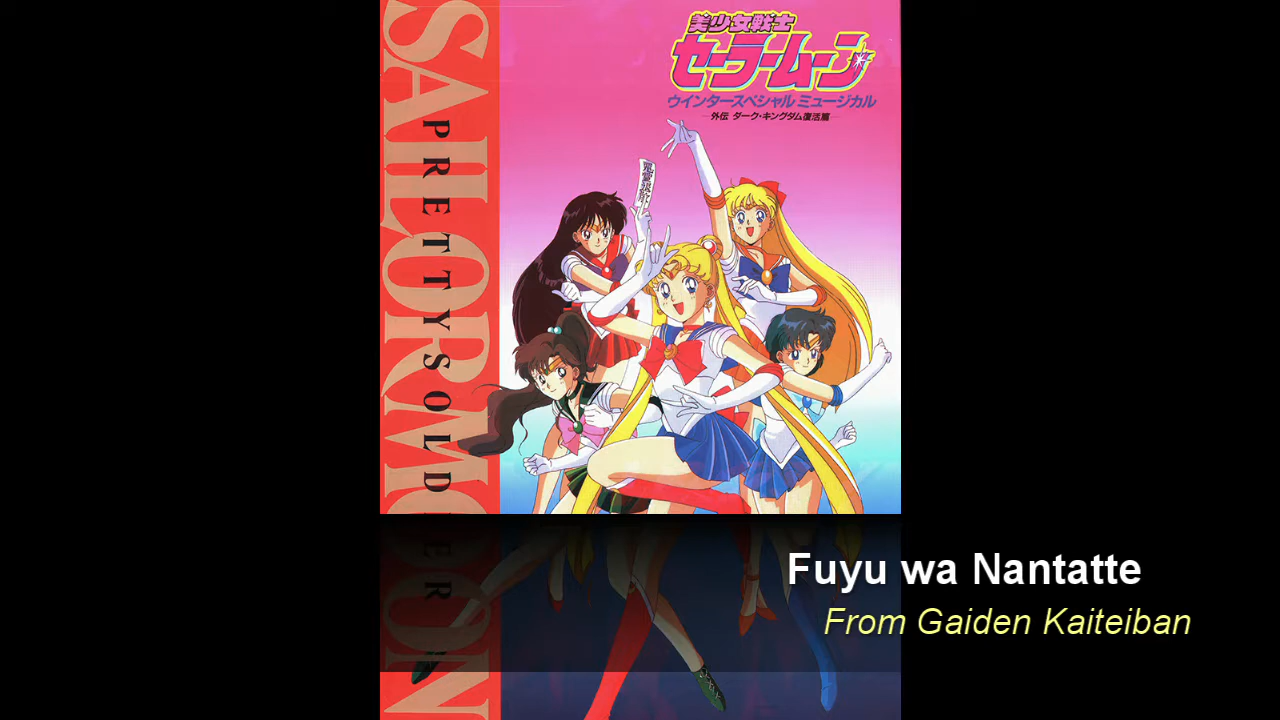 SAILORMOON
PRETTYSOLDIER
美少女戦士
セーラームーン
ウインタースペシャル ミュージカル
外伝 ダーク・キングダム復活篇
Fuyu wa Nantatte
From Gaiden Kaiteiban